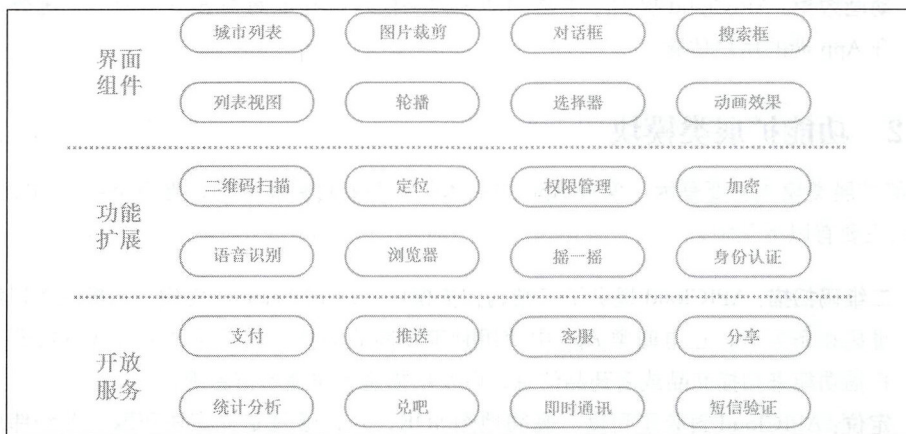 界面
组件
城市列表 图片裁剪 对话框 搜索框
列表视图 轮播 选择器 动画效果
功能
扩展
二维码扫描 定位 权限管理 加密
语音识别 浏览器 摇一摇 身份认证
开放
服务
支付 推送 客服 分享
统计分析 兑吧 即时通讯 短信验证